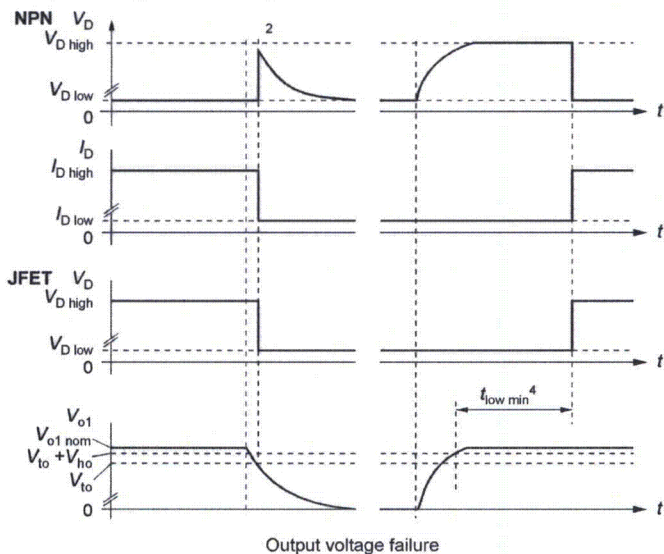 NPN V_D
2
V_D high
V_D low
0
t
I_D
I_D high
I_D low
0
t
JFET V_D
V_D high
V_D low
0
t
t_low min 4
V_o1
V_o1 nom
V_to + V_ho
V_to
0
t
Output voltage failure